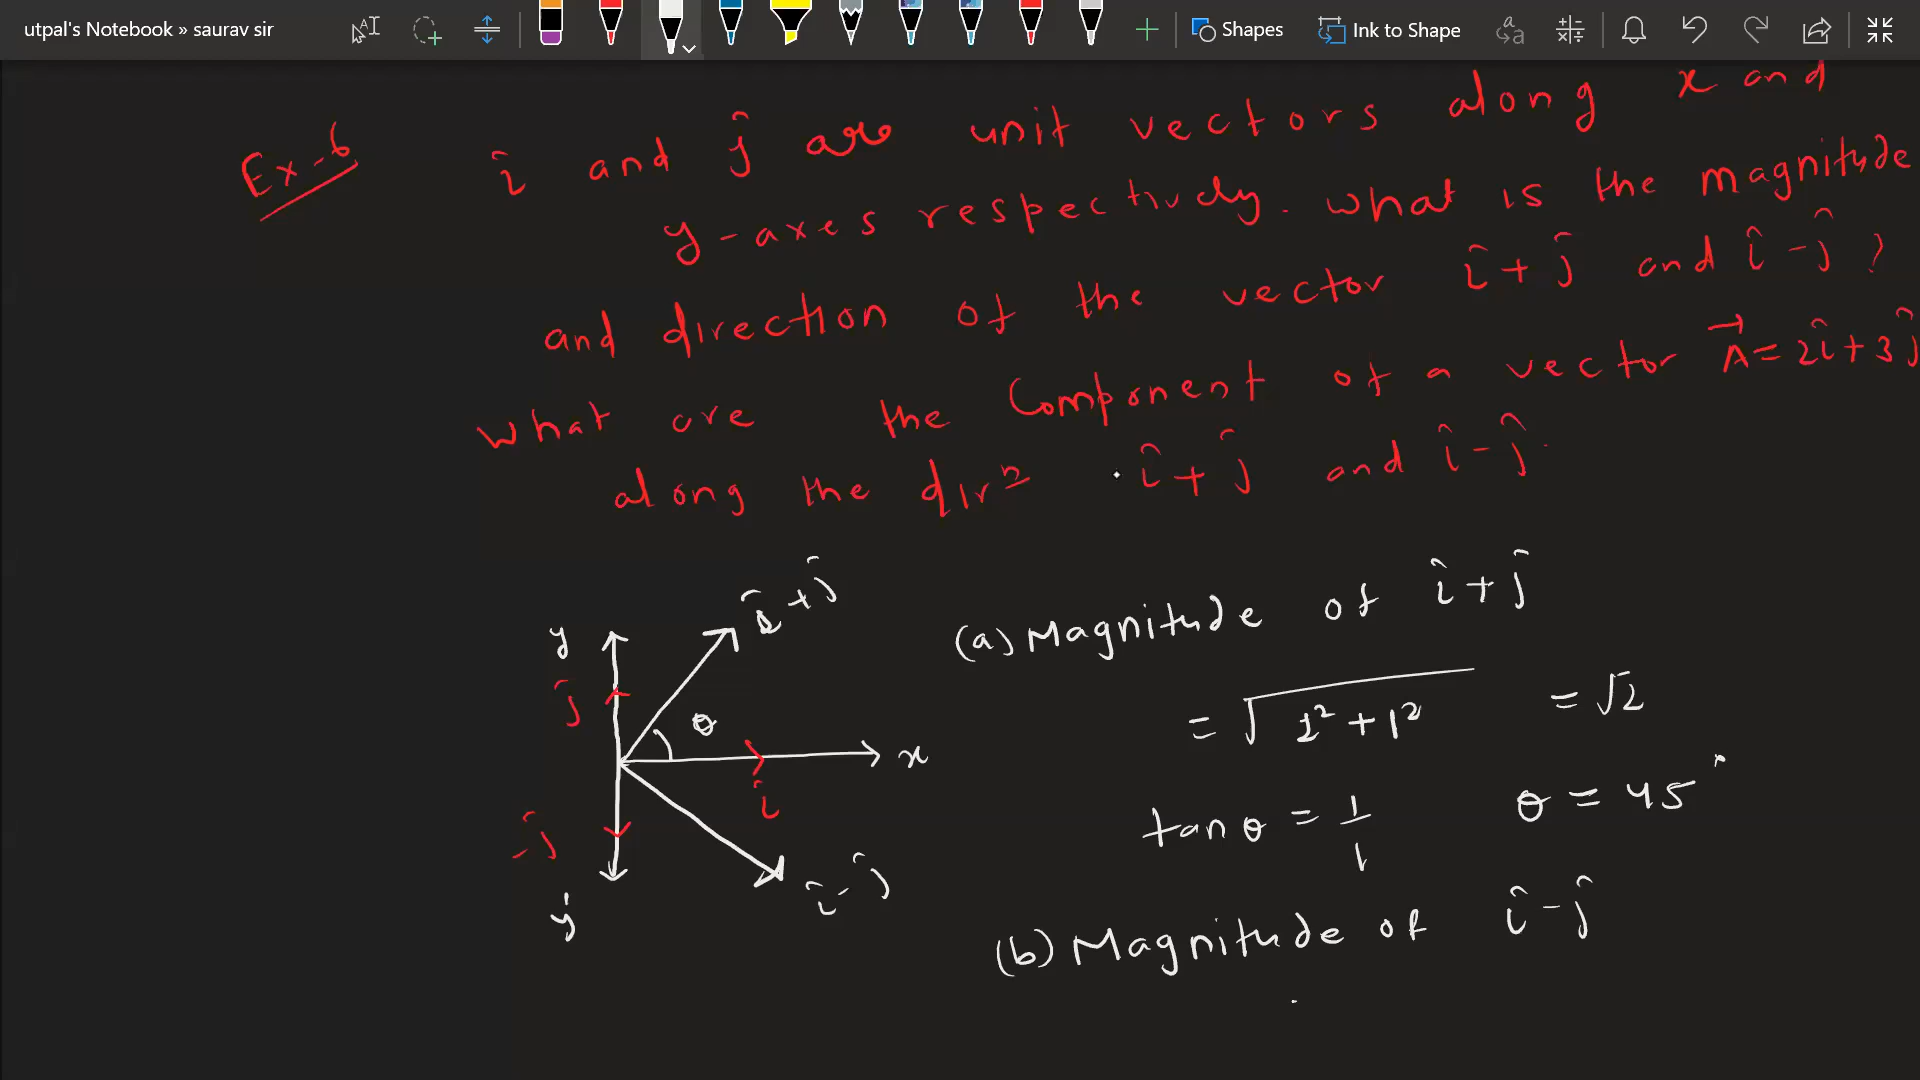 utpal's Notebook » saurav sir
Shapes
Ink to Shape
Ex-6
î and ĵ are unit vectors along x and
y-axes respectively. What is the magnitude
and direction of the vector î + ĵ and î - ĵ ?
What are the Component of a vector A⃗ = 2î + 3ĵ
along the dirⁿ î + ĵ and î - ĵ.
y
î + ĵ
ĵ
θ
x
î
-ĵ
î - ĵ
y'
(a) Magnitude of î + ĵ
= √(1² + 1²) = √2
tan θ = 1/1 θ = 45°
(b) Magnitude of î - ĵ